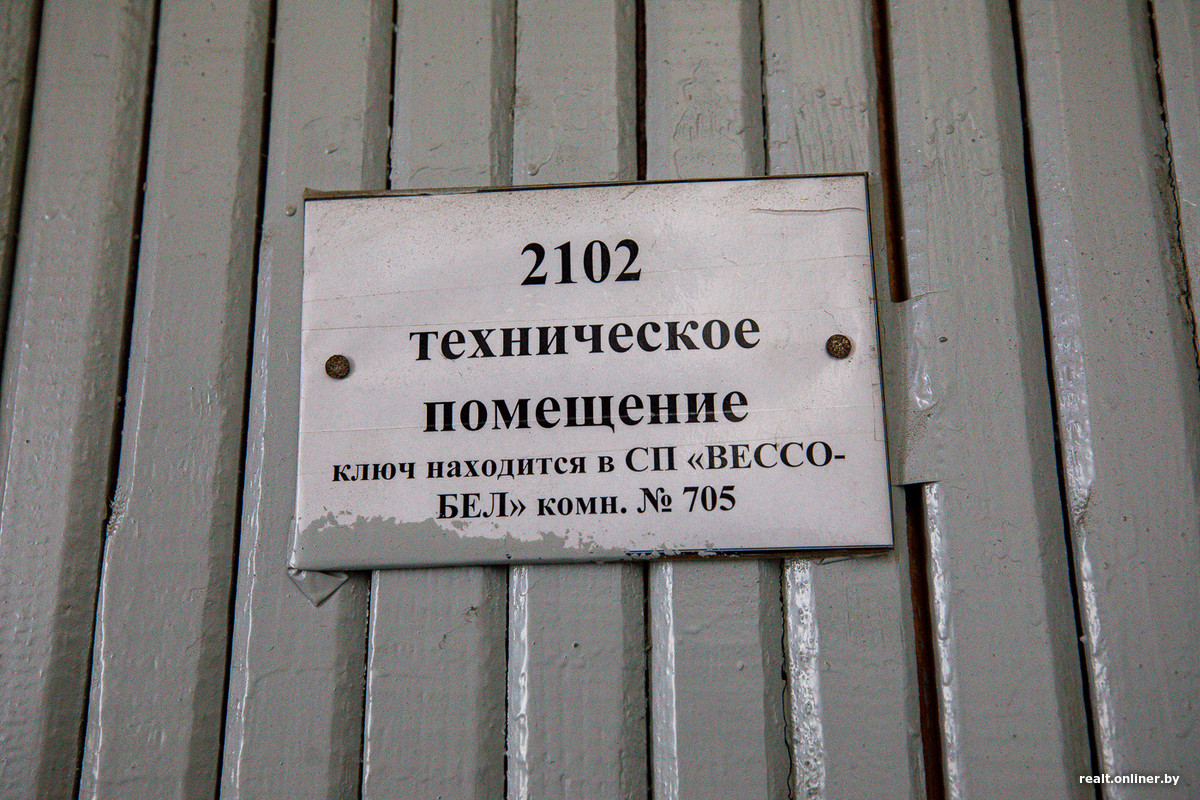 2102
техническое
помещение
ключ находится в СП «ВЕССО-
БЕЛ» комн. № 705
realt.onliner.by